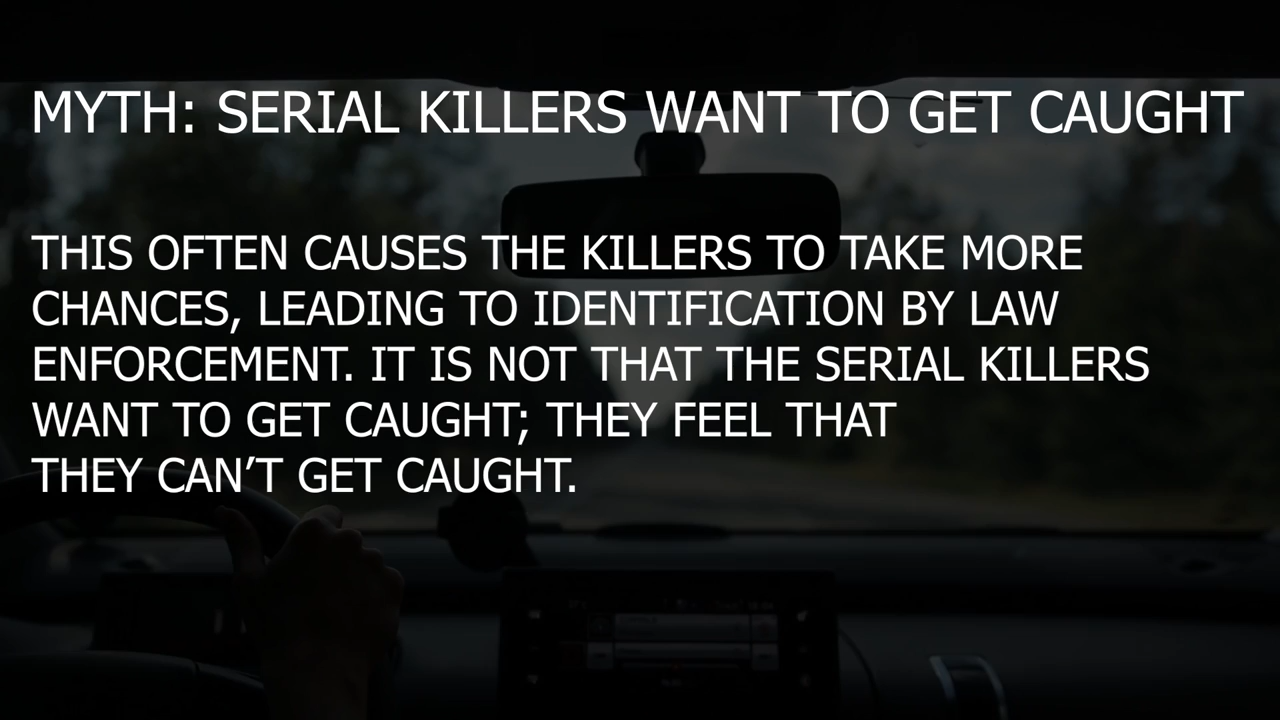 MYTH: SERIAL KILLERS WANT TO GET CAUGHT
THIS OFTEN CAUSES THE KILLERS TO TAKE MORE
CHANCES, LEADING TO IDENTIFICATION BY LAW
ENFORCEMENT. IT IS NOT THAT THE SERIAL KILLERS
WANT TO GET CAUGHT; THEY FEEL THAT
THEY CAN’T GET CAUGHT.